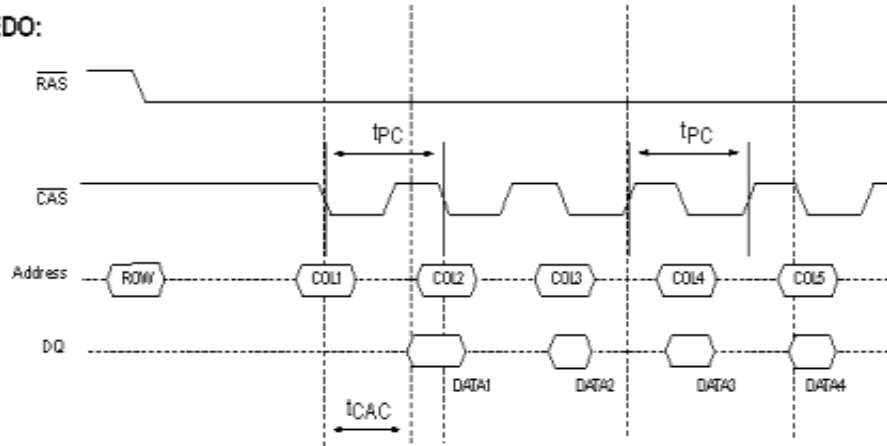 EDO:
RAS
tPC
tPC
CAS
Address
ROW
COL1
COL2
COL3
COL4
COL5
DQ
DATA1
DATA2
DATA3
DATA4
tCAC